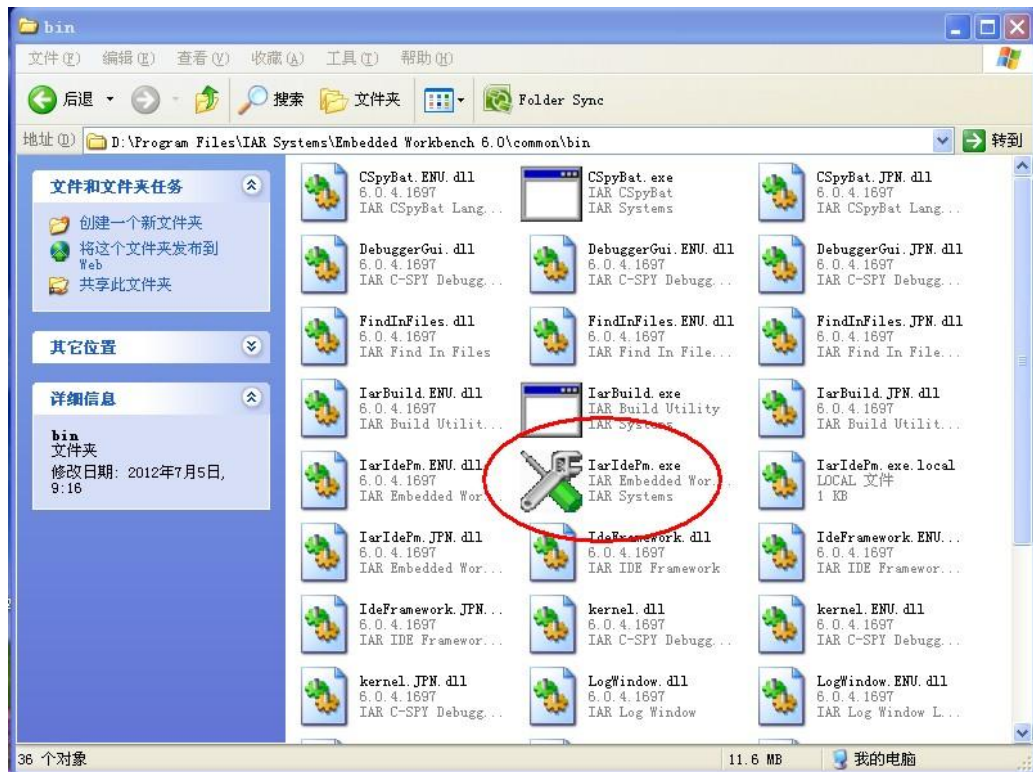 bin
文件(F) 编辑(E) 查看(V) 收藏(A) 工具(T) 帮助(H)
后退 搜索 文件夹 Folder Sync
地址(D) D:\Program Files\IAR Systems\Embedded Workbench 6.0\common\bin 转到
文件和文件夹任务
创建一个新文件夹
将这个文件夹发布到
Web
共享此文件夹
其它位置
详细信息
bin
文件夹
修改日期: 2012年7月5日,
9:16
CSpyBat.ENU.dll
6.0.4.1697
IAR CSpyBat Lang...
CSpyBat.exe
IAR CSpyBat
IAR Systems
CSpyBat.JPN.dll
6.0.4.1697
IAR CSpyBat Lang...
DebuggerGui.dll
6.0.4.1697
IAR C-SPY Debugg...
DebuggerGui.ENU.dll
6.0.4.1697
IAR C-SPY Debugg...
DebuggerGui.JPN.dll
6.0.4.1697
IAR C-SPY Debugg...
FindInFiles.dll
6.0.4.1697
IAR Find In Files
FindInFiles.ENU.dll
6.0.4.1697
IAR Find In File...
FindInFiles.JPN.dll
6.0.4.1697
IAR Find In File...
IarBuild.ENU.dll
6.0.4.1697
IAR Build Utilit...
IarBuild.exe
IAR Build Utility
IAR Systems
IarBuild.JPN.dll
6.0.4.1697
IAR Build Utilit...
IarIdePm.ENU.dll
6.0.4.1697
IAR Embedded Wor...
IarIdePm.exe
IAR Embedded Wor...
IAR Systems
IarIdePm.exe.local
LOCAL 文件
1 KB
IarIdePm.JPN.dll
6.0.4.1697
IAR Embedded Wor...
IdeFramework.dll
6.0.4.1697
IAR IDE Framework
IdeFramework.ENU...
6.0.4.1697
IAR IDE Framewor...
IdeFramework.JPN...
6.0.4.1697
IAR IDE Framewor...
kernel.dll
6.0.4.1697
IAR C-SPY Debugg...
kernel.ENU.dll
6.0.4.1697
IAR C-SPY Debugg...
kernel.JPN.dll
6.0.4.1697
IAR C-SPY Debugg...
LogWindow.dll
6.0.4.1697
IAR Log Window
LogWindow.ENU.dll
6.0.4.1697
IAR Log Window L...
36 个对象 11.6 MB 我的电脑